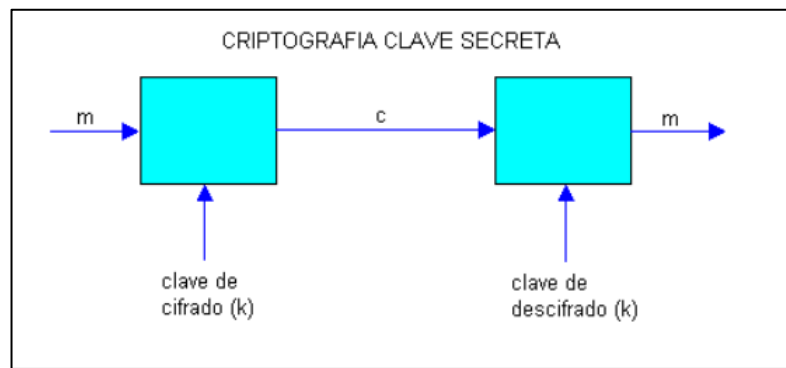 CRIPTOGRAFIA CLAVE SECRETA
m
c
m
clave de
cifrado (k)
clave de
descifrado (k)